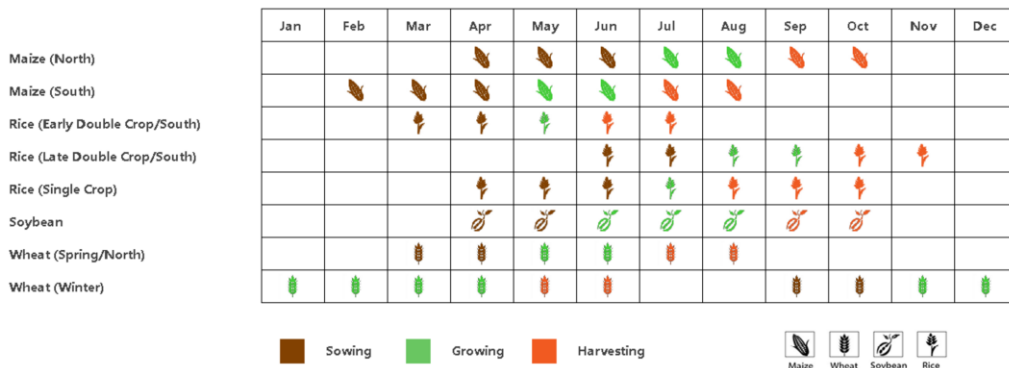 Jan Feb Mar Apr May Jun Jul Aug Sep Oct Nov Dec
Maize (North)
Maize (South)
Rice (Early Double Crop/South)
Rice (Late Double Crop/South)
Rice (Single Crop)
Soybean
Wheat (Spring/North)
Wheat (Winter)
Sowing Growing Harvesting
Maize Wheat Soybean Rice